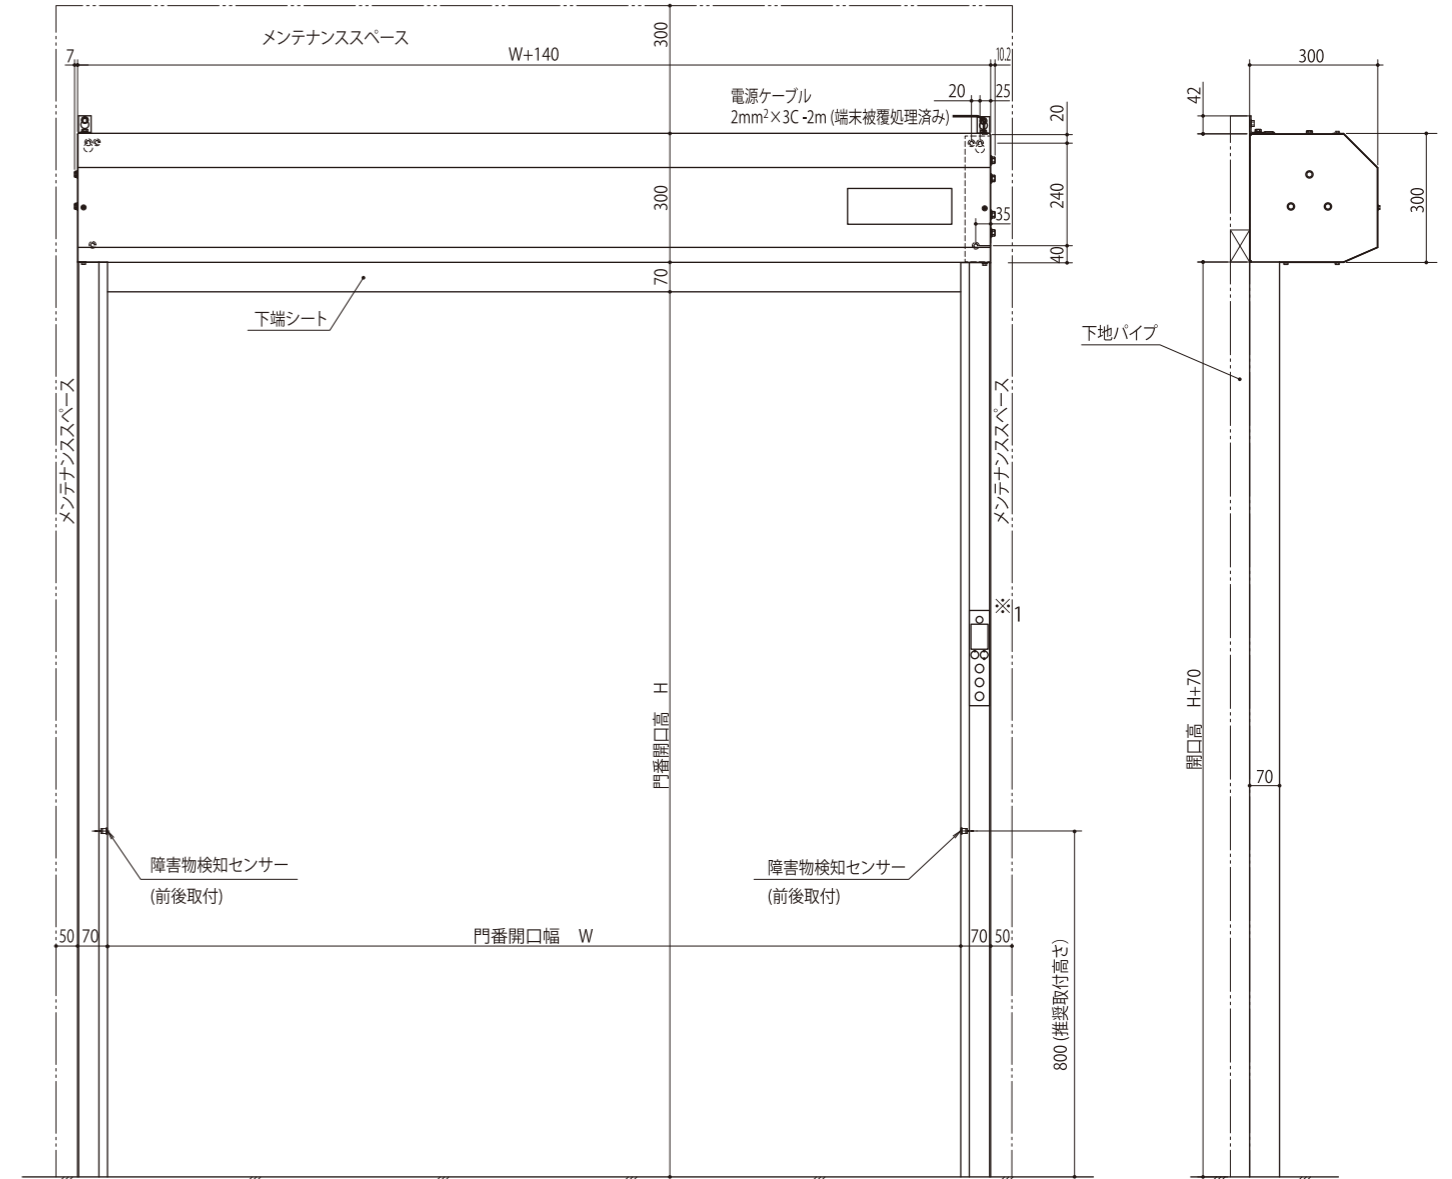 メンテナンススペース
300
7
W+140
10.2
300
電源ケーブル
2mm²×3C -2m (端末被覆処理済み)
20
25
20
42
300
240
35
300
40
70
下端シート
下地パイプ
メンテナンススペース
メンテナンススペース
※1
門番開口高 H
開口高 H+70
70
障害物検知センサー
(前後取付)
障害物検知センサー
(前後取付)
50
70
門番開口幅 W
70
50
800 (推奨取付高さ)